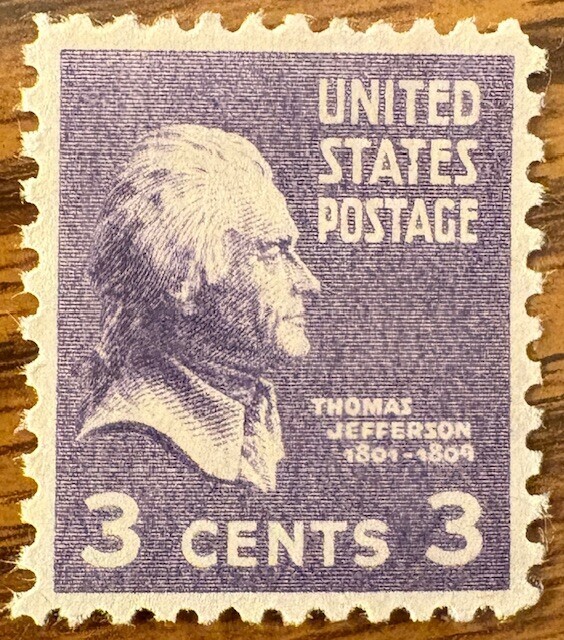 UNITED
STATES
POSTAGE
THOMAS
JEFFERSON
1801-1809
3 CENTS 3